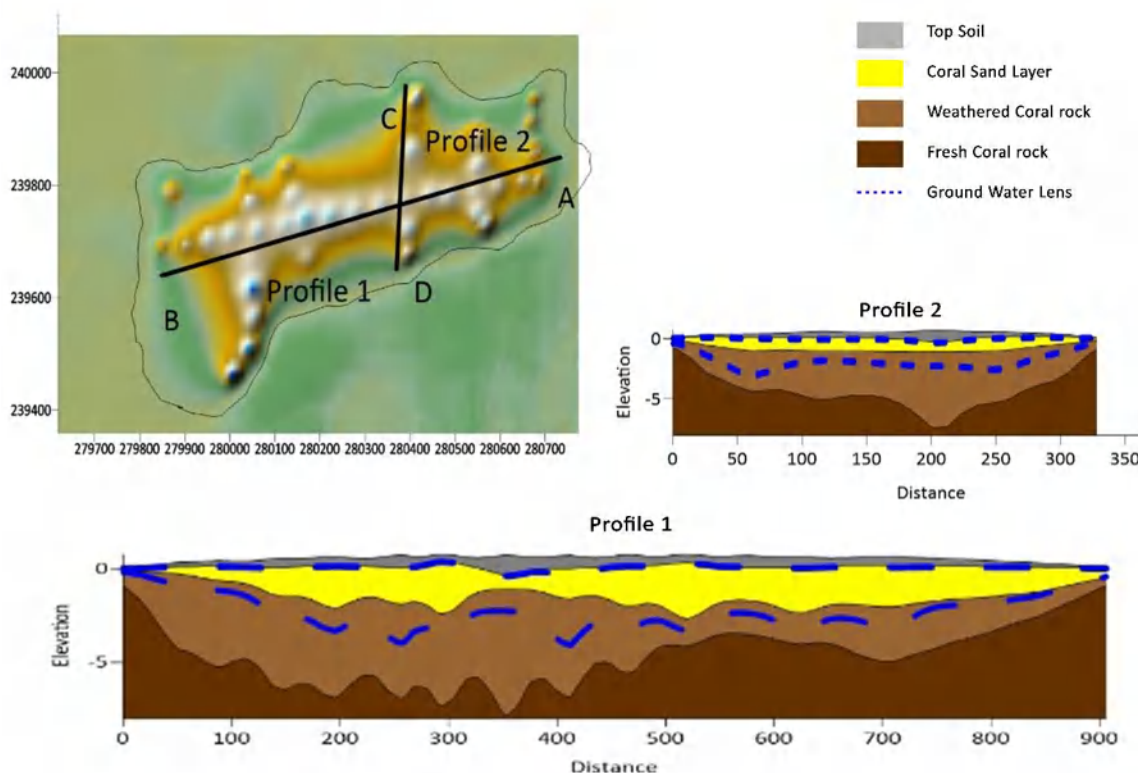 240000
239800
239600
239400
279700 279800 279900 280000 280100 280200 280300 280400 280500 280600 280700
C
Profile 2
A
Profile 1
B
D
Top Soil
Coral Sand Layer
Weathered Coral rock
Fresh Coral rock
Ground Water Lens
Profile 2
0
-5
Elevation
0 50 100 150 200 250 300 350
Distance
Profile 1
0
-5
Elevation
0 100 200 300 400 500 600 700 800 900
Distance